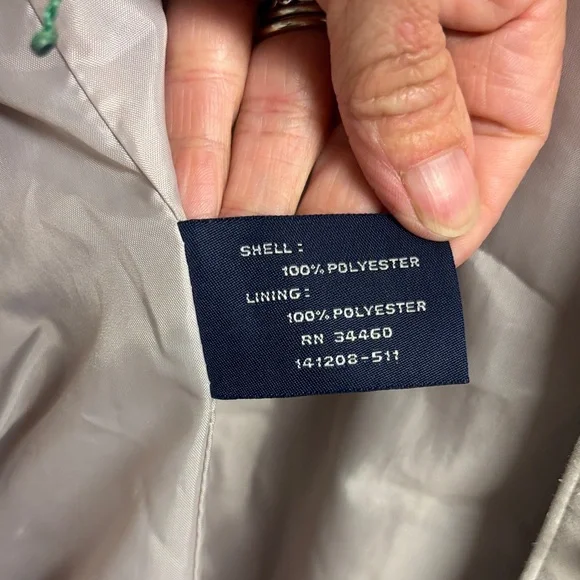 SHELL:
100% POLYESTER
LINING:
100% POLYESTER
RN 34460
141208-511